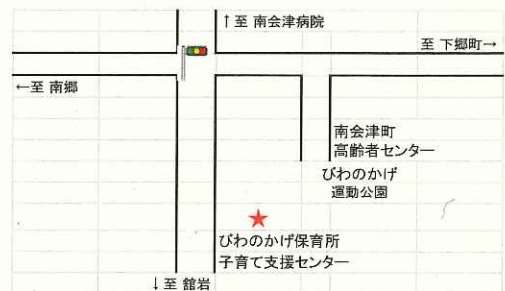 ↑至 南会津病院
至 下郷町→
←至 南郷
南会津町
高齢者センター
びわのかげ
運動公園
びわのかげ保育所
子育て支援センター
↓至 舘岩